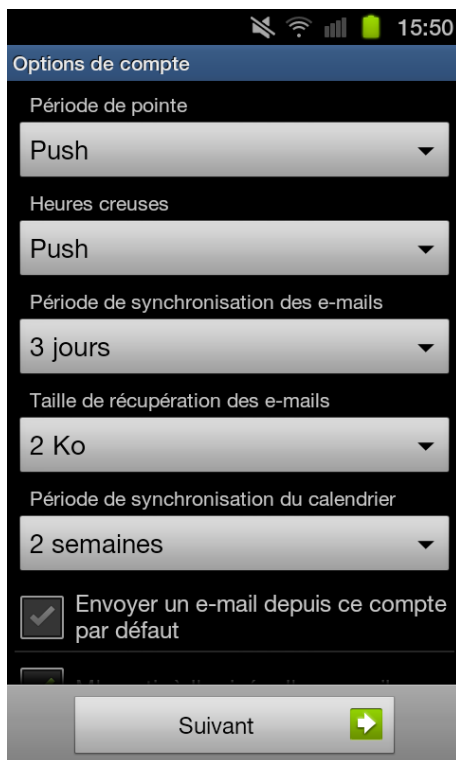 15:50
Options de compte
Période de pointe
Push
Heures creuses
Push
Période de synchronisation des e-mails
3 jours
Taille de récupération des e-mails
2 Ko
Période de synchronisation du calendrier
2 semaines
Envoyer un e-mail depuis ce compte
par défaut
Suivant